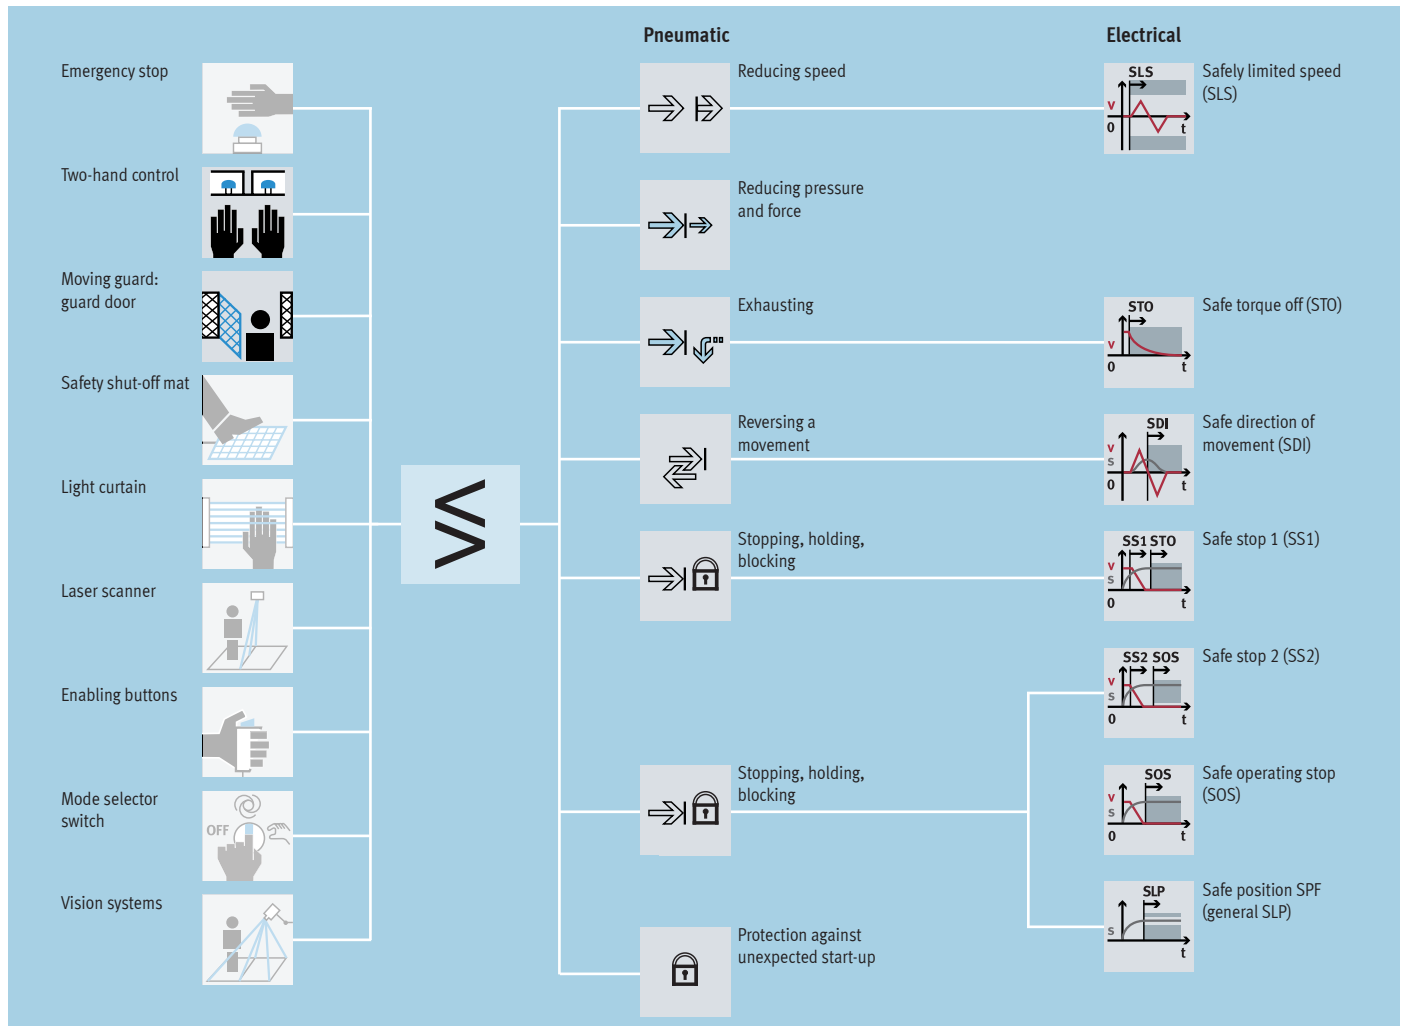 Pneumatic
Electrical
Emergency stop
Two-hand control
Moving guard:
guard door
Safety shut-off mat
Light curtain
Laser scanner
Enabling buttons
Mode selector
switch
OFF
Vision systems
Reducing speed
Reducing pressure
and force
Exhausting
Reversing a
movement
Stopping, holding,
blocking
Stopping, holding,
blocking
Protection against
unexpected start-up
SLS
v
0
t
Safely limited speed
(SLS)
STO
v
0
t
Safe torque off (STO)
SDI
v
s
0
t
Safe direction of
movement (SDI)
SS1 STO
v
s
0
t
Safe stop 1 (SS1)
SS2 SOS
v
s
0
t
Safe stop 2 (SS2)
SOS
v
s
0
t
Safe operating stop
(SOS)
SLP
s
t
Safe position SPF
(general SLP)